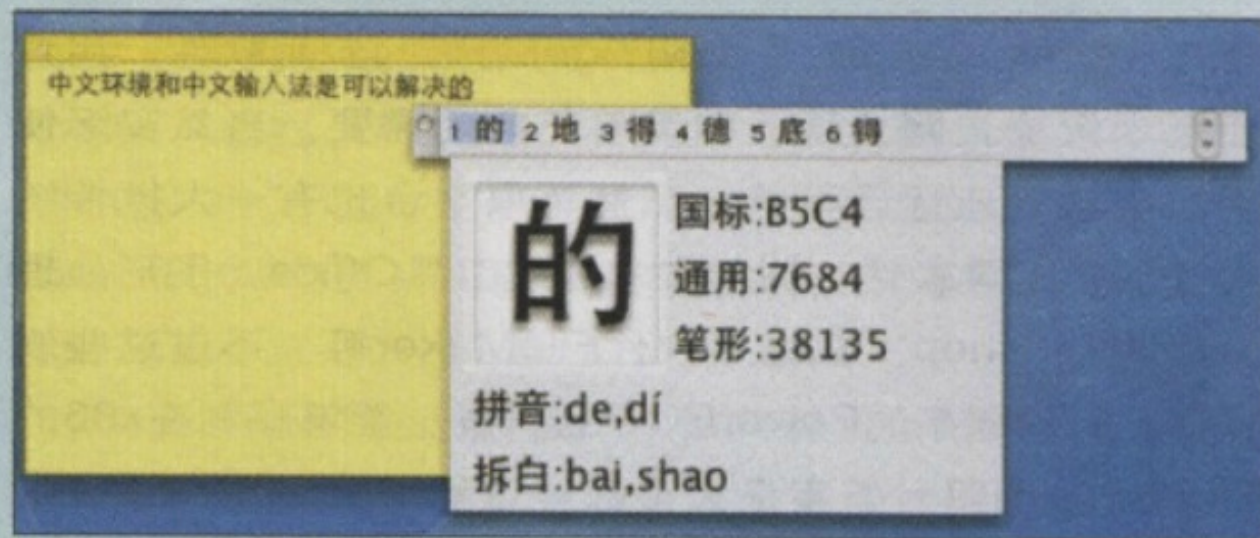 中文环境和中文输入法是可以解决的
1 的 2 地 3 得 4 德 5 底 6 锝
的
国标:B5C4
通用:7684
笔形:38135
拼音:de,dí
拆白:bai,shao